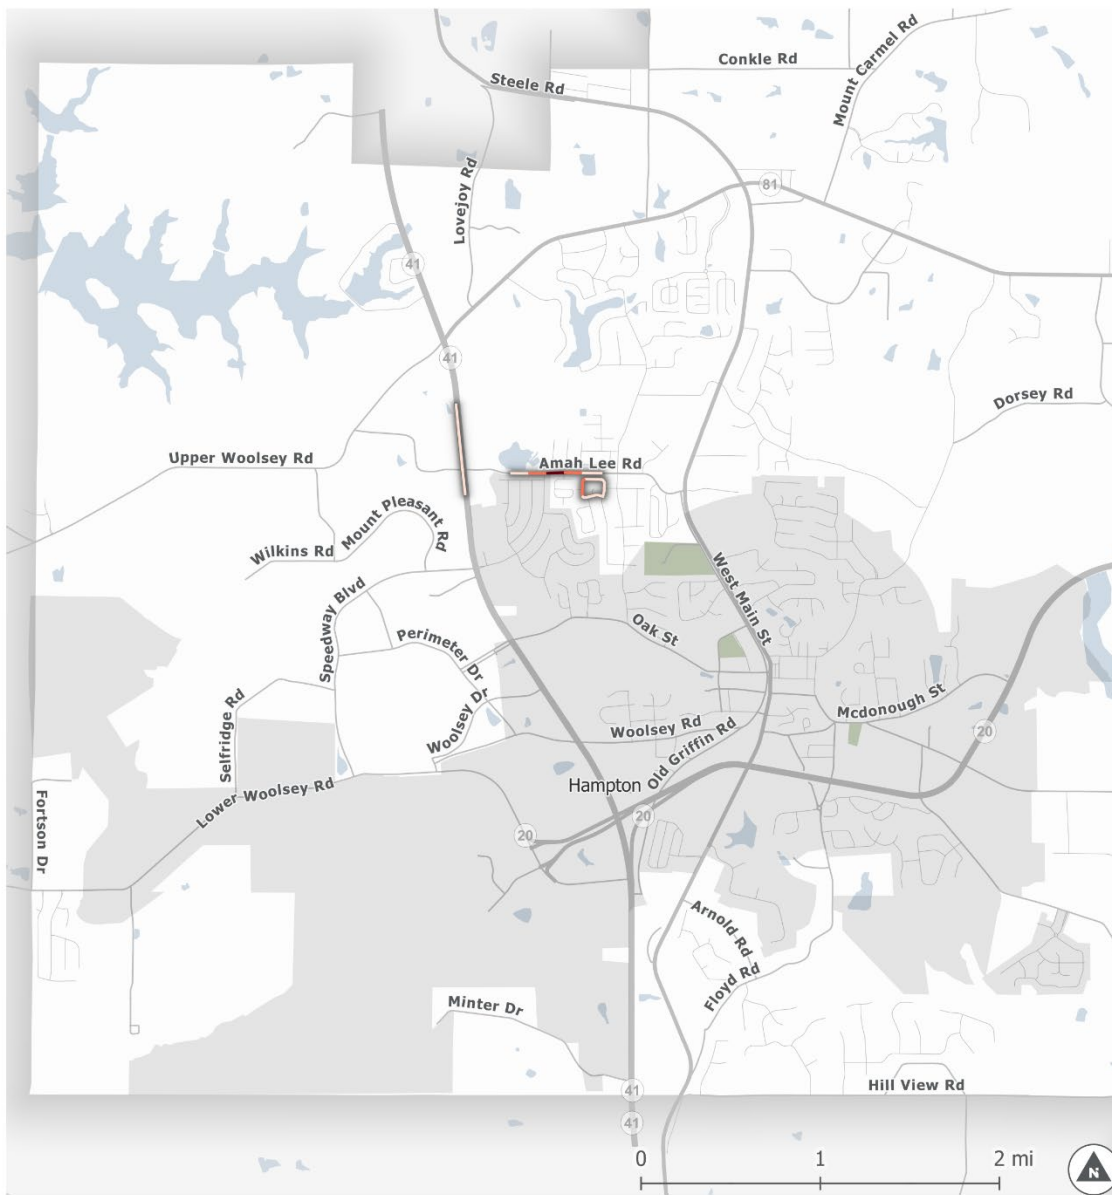 Conkle Rd
Mount Carmel Rd
Steele Rd
Lovejoy Rd
81
41
41
Dorsey Rd
Upper Woolsey Rd
Amah Lee Rd
Mount Pleasant Rd
Wilkins Rd
West Main St
Speedway Blvd
Oak St
Perimeter Dr
Selfridge Rd
Woolsey Dr
Woolsey Rd
Mcdonough St
Old Griffin Rd
20
Hampton
Lower Woolsey Rd
Fortson Dr
20
20
Arnold Rd
Floyd Rd
Minter Dr
Hill View Rd
41
41
0 1 2 mi
N